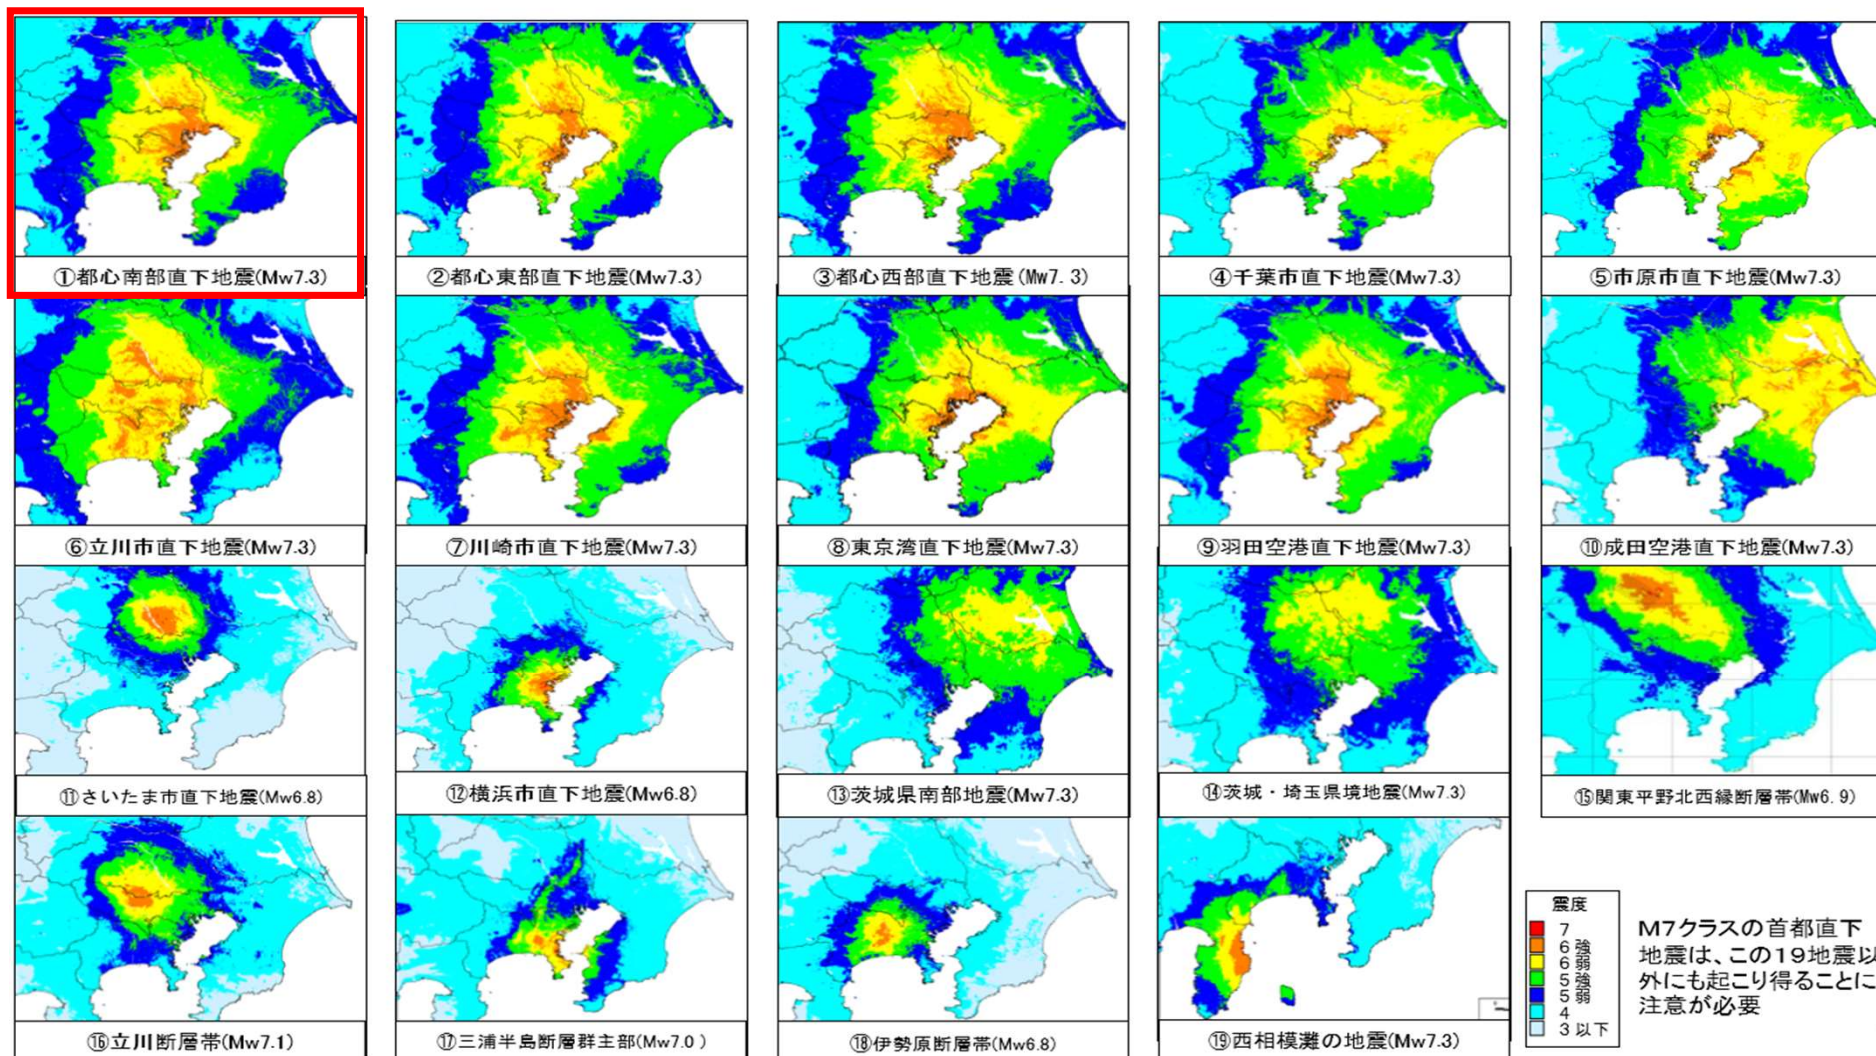 ①都心南部直下地震(Mw7.3)
②都心東部直下地震(Mw7.3)
③都心西部直下地震(Mw7.3)
④千葉市直下地震(Mw7.3)
⑤市原市直下地震(Mw7.3)
⑥立川市直下地震(Mw7.3)
⑦川崎市直下地震(Mw7.3)
⑧東京湾直下地震(Mw7.3)
⑨羽田空港直下地震(Mw7.3)
⑩成田空港直下地震(Mw7.3)
⑪さいたま市直下地震(Mw6.8)
⑫横浜市直下地震(Mw6.8)
⑬茨城県南部地震(Mw7.3)
⑭茨城・埼玉県境地震(Mw7.3)
⑮関東平野北西縁断層帯(Mw6.9)
⑯立川断層帯(Mw7.1)
⑰三浦半島断層群主部(Mw7.0)
⑱伊勢原断層帯(Mw6.8)
⑲西相模灘の地震(Mw7.3)
震度
7
6強
6弱
5強
5弱
4
3以下
M7クラスの首都直下
地震は、この19地震以
外にも起こり得ることに
注意が必要